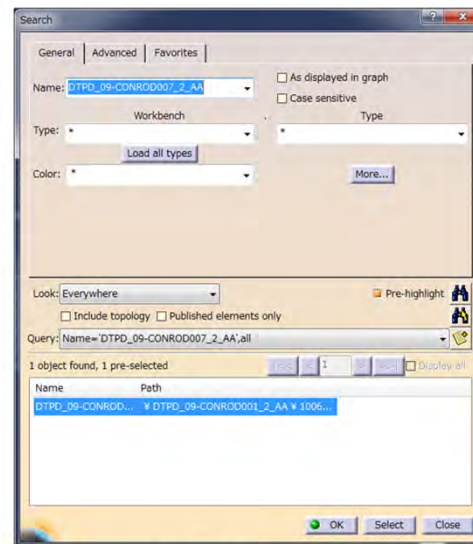 Search
General Advanced Favorites
Name: DTPD_09-CONROD007_2_AA
As displayed in graph
Case sensitive
Workbench Type
Type: * *
Load all types
Color: * More...
Look: Everywhere Pre-highlight
Include topology Published elements only
Query: Name='DTPD_09-CONROD007_2_AA',all
1 object found, 1 pre-selected 1 Display all
Name Path
DTPD_09-CONROD... ¥ DTPD_09-CONROD001_2_AA ¥ 1006...
OK Select Close